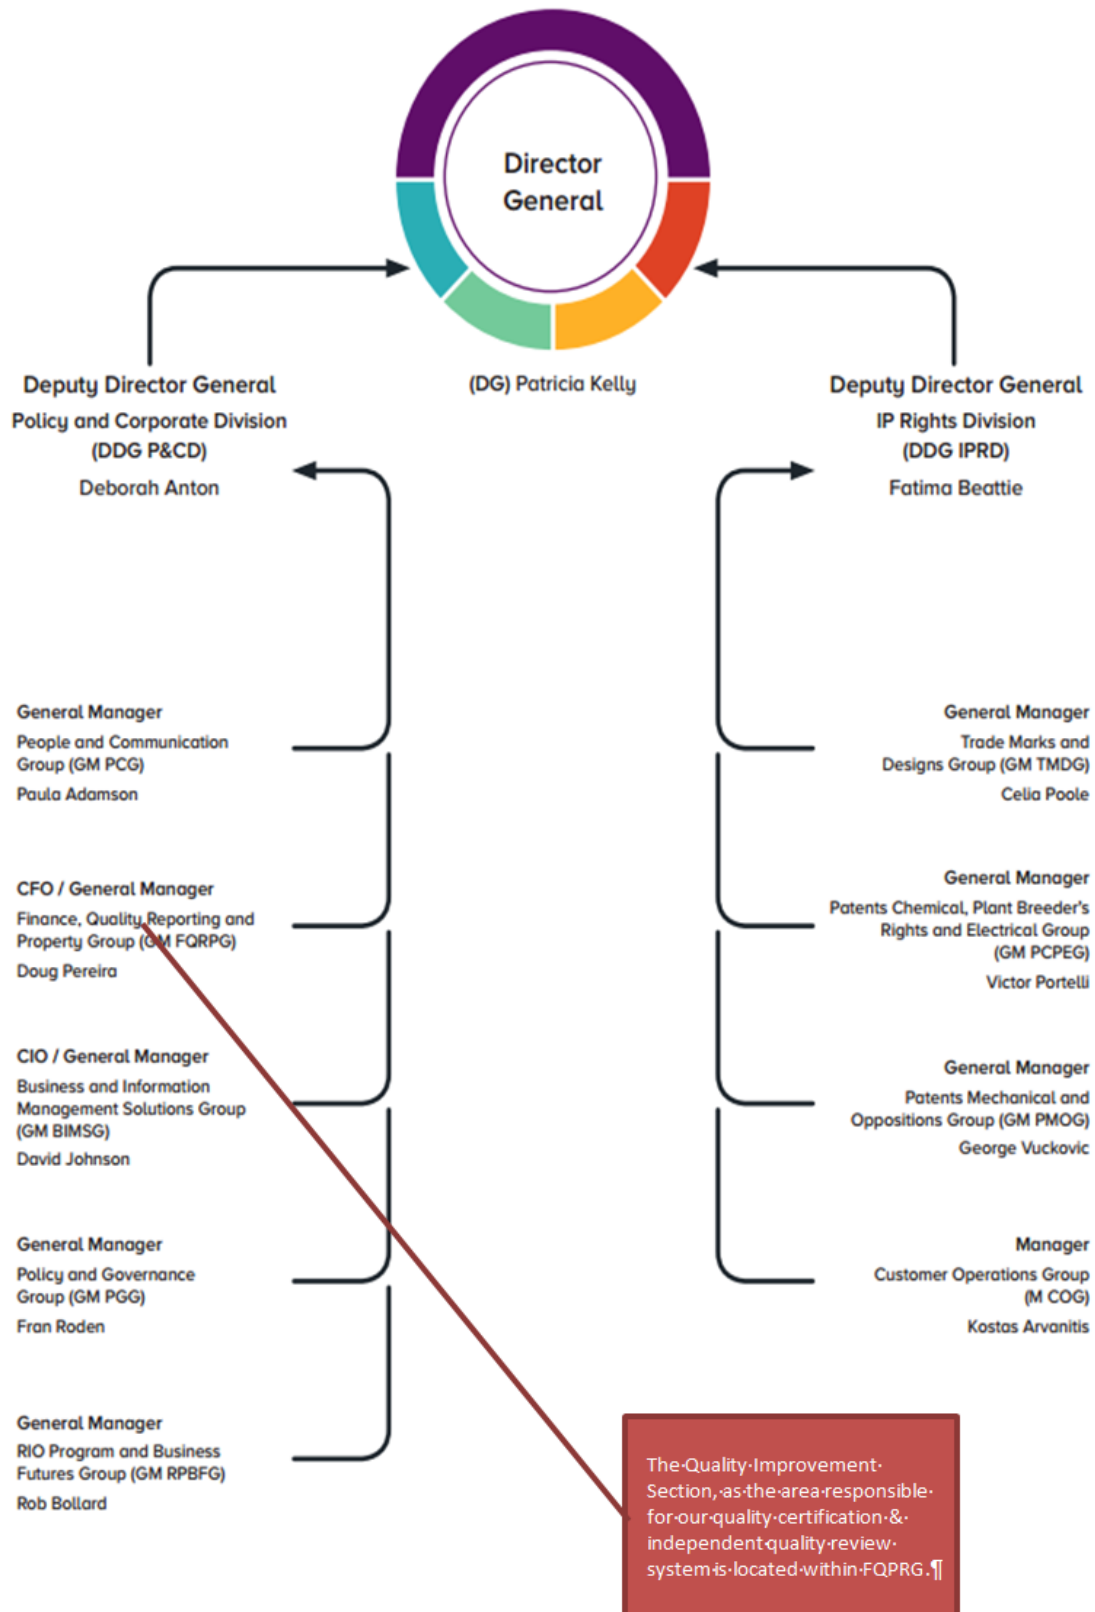 Director
General
(DG) Patricia Kelly
Deputy Director General
Policy and Corporate Division
(DDG P&CD)
Deborah Anton
Deputy Director General
IP Rights Division
(DDG IPRD)
Fatima Beattie
General Manager
People and Communication
Group (GM PCG)
Paula Adamson
CFO / General Manager
Finance, Quality Reporting and
Property Group (GM FQRPG)
Doug Pereira
CIO / General Manager
Business and Information
Management Solutions Group
(GM BIMSG)
David Johnson
General Manager
Policy and Governance
Group (GM PGG)
Fran Roden
General Manager
RIO Program and Business
Futures Group (GM RPBFG)
Rob Bollard
General Manager
Trade Marks and
Designs Group (GM TMDG)
Celia Poole
General Manager
Patents Chemical, Plant Breeder's
Rights and Electrical Group
(GM PCPEG)
Victor Portelli
General Manager
Patents Mechanical and
Oppositions Group (GM PMOG)
George Vuckovic
Manager
Customer Operations Group
(M COG)
Kostas Arvanitis
The·Quality·Improvement·
Section,·as·the·area·responsible·
for·our·quality·certification·&·
independent·quality·review·
system·is·located·within·FQPRG.¶